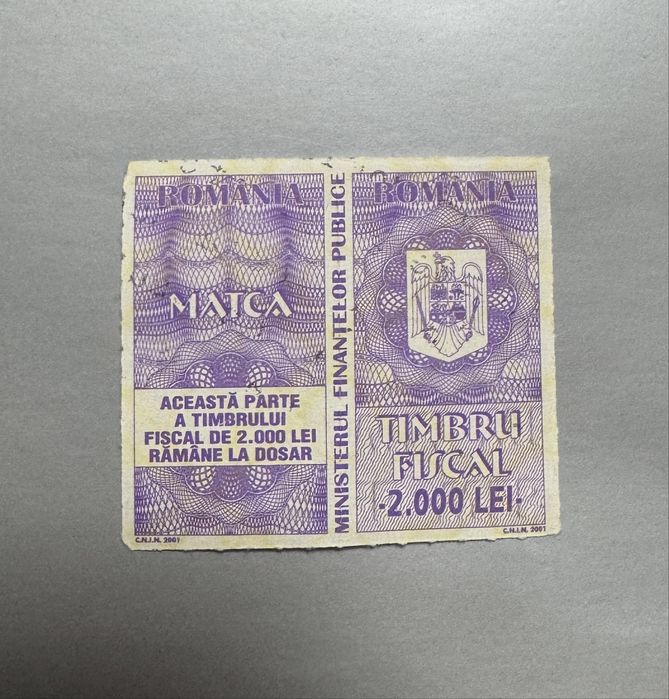 ROMÂNIA
MATCA
ACEASTĂ PARTE
A TIMBRULUI
FISCAL DE 2.000 LEI
RĂMÂNE LA DOSAR
C.N.I.N. 2001
MINISTERUL FINANȚELOR PUBLICE
ROMÂNIA
TIMBRU
FISCAL
-2.000 LEI-
C.N.I.N. 2001